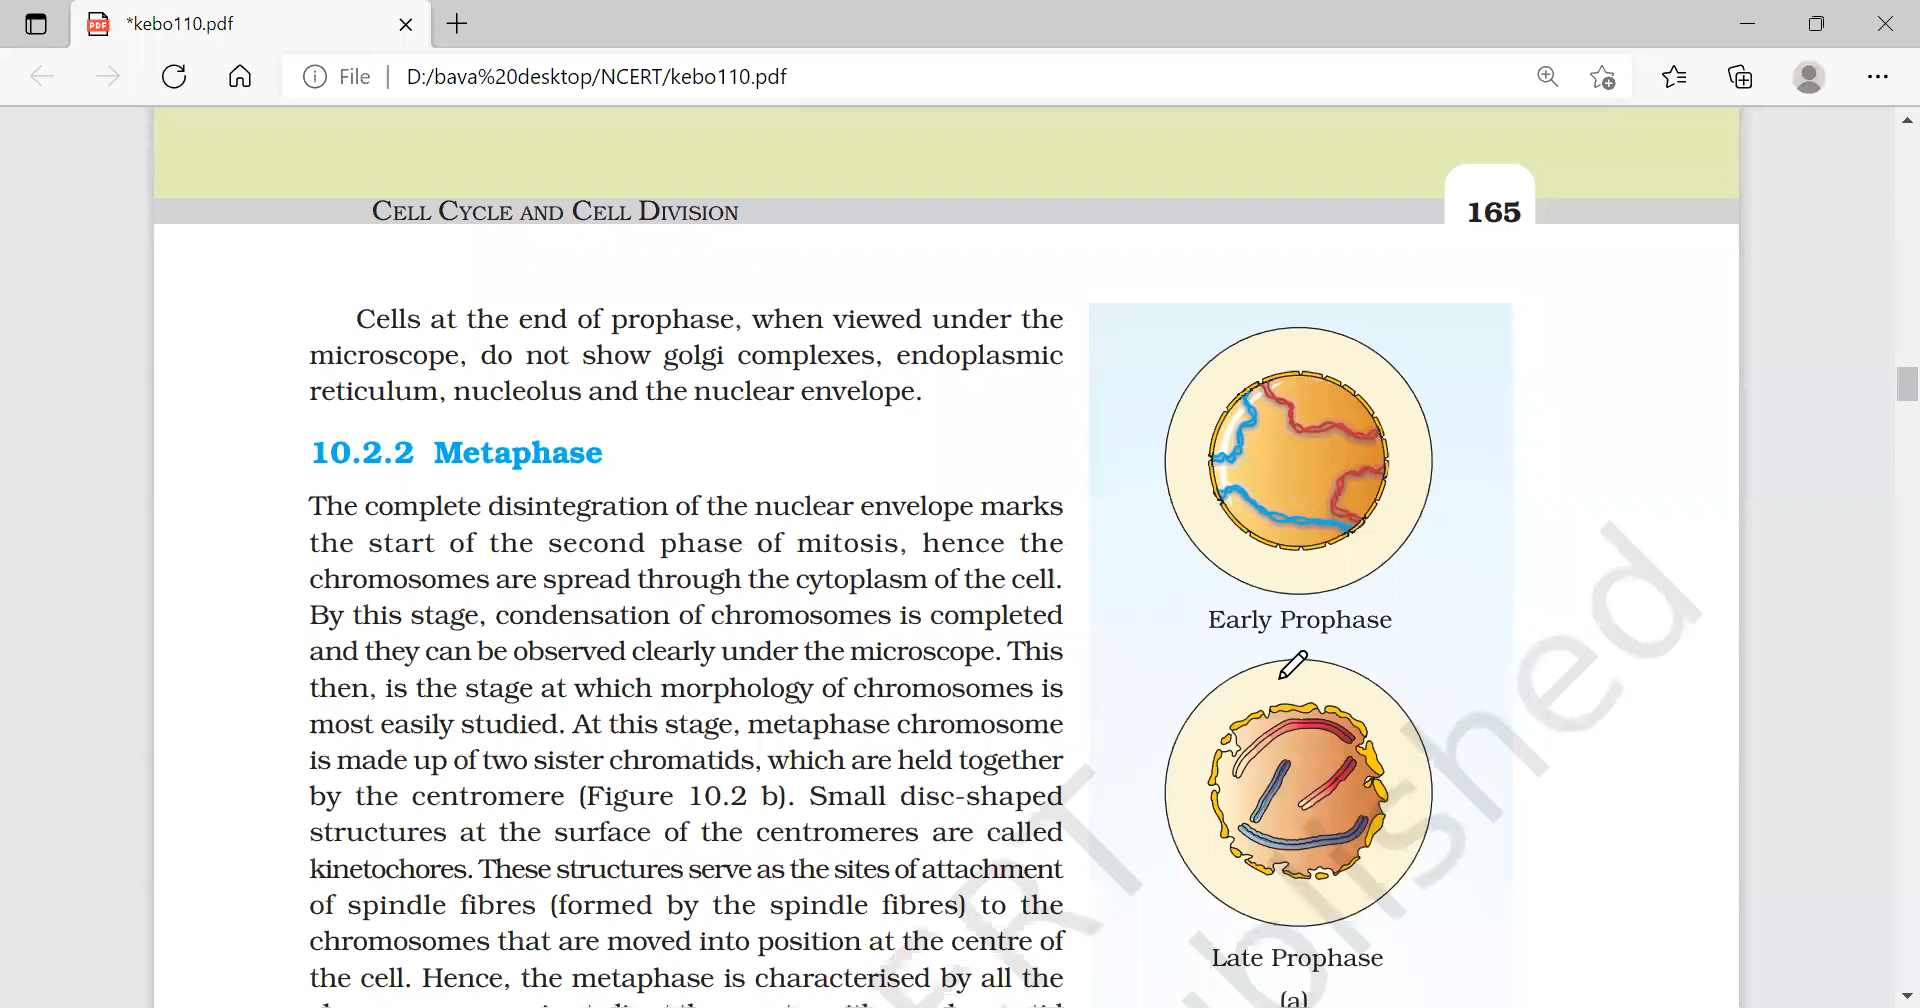 *kebo110.pdf
File
D:/bava%20desktop/NCERT/kebo110.pdf
CELL CYCLE AND CELL DIVISION
165
Cells at the end of prophase, when viewed under the
microscope, do not show golgi complexes, endoplasmic
reticulum, nucleolus and the nuclear envelope.
10.2.2 Metaphase
The complete disintegration of the nuclear envelope marks
the start of the second phase of mitosis, hence the
chromosomes are spread through the cytoplasm of the cell.
By this stage, condensation of chromosomes is completed
and they can be observed clearly under the microscope. This
then, is the stage at which morphology of chromosomes is
most easily studied. At this stage, metaphase chromosome
is made up of two sister chromatids, which are held together
by the centromere (Figure 10.2 b). Small disc-shaped
structures at the surface of the centromeres are called
kinetochores. These structures serve as the sites of attachment
of spindle fibres (formed by the spindle fibres) to the
chromosomes that are moved into position at the centre of
the cell. Hence, the metaphase is characterised by all the
Early Prophase
Late Prophase
(a)